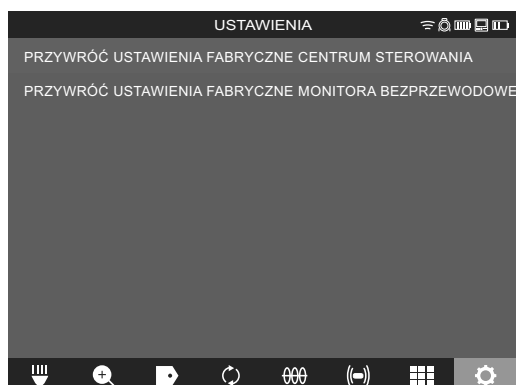 USTAWIENIA
PRZYWRÓĆ USTAWIENIA FABRYCZNE CENTRUM STEROWANIA
PRZYWRÓĆ USTAWIENIA FABRYCZNE MONITORA BEZPRZEWODOWE